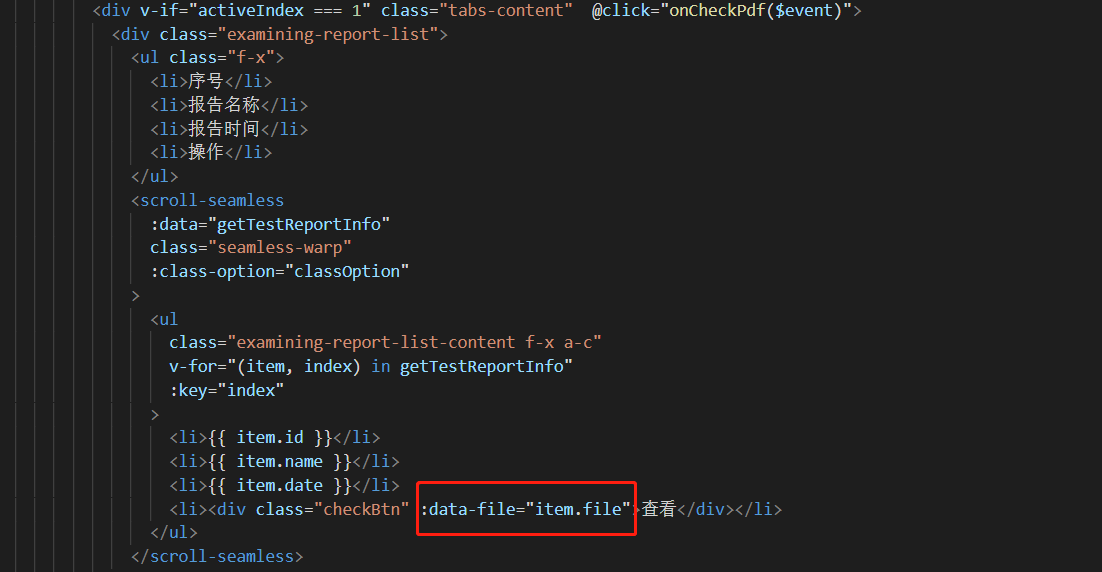 <div v-if="activeIndex === 1" class="tabs-content"  @click="onCheckPdf($event)">
<div class="examining-report-list">
<ul class="f-x">
<li>序号</li>
<li>报告名称</li>
<li>报告时间</li>
<li>操作</li>
</ul>
<scroll-seamless
:data="getTestReportInfo"
class="seamless-warp"
:class-option="classOption"
>
<ul
class="examining-report-list-content f-x a-c"
v-for="(item, index) in getTestReportInfo"
:key="index"
>
<li>{{ item.id }}</li>
<li>{{ item.name }}</li>
<li>{{ item.date }}</li>
<li><div class="checkBtn" :data-file="item.file">查看</div></li>
</ul>
</scroll-seamless>